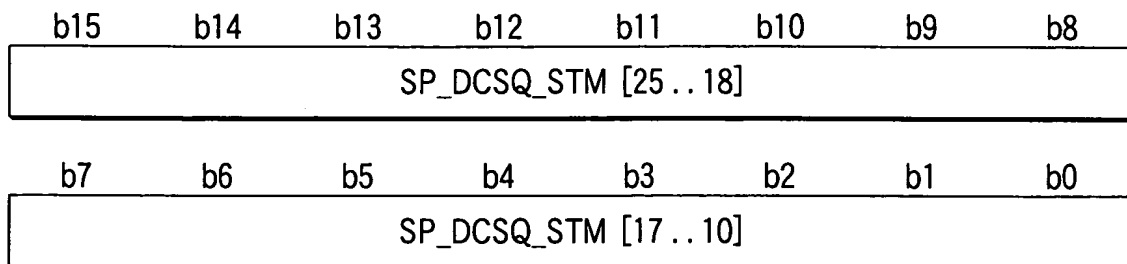 b15 b14 b13 b12 b11 b10 b9 b8
SP_DCSQ_STM [25 . . 18]
b7 b6 b5 b4 b3 b2 b1 b0
SP_DCSQ_STM [17 . . 10]